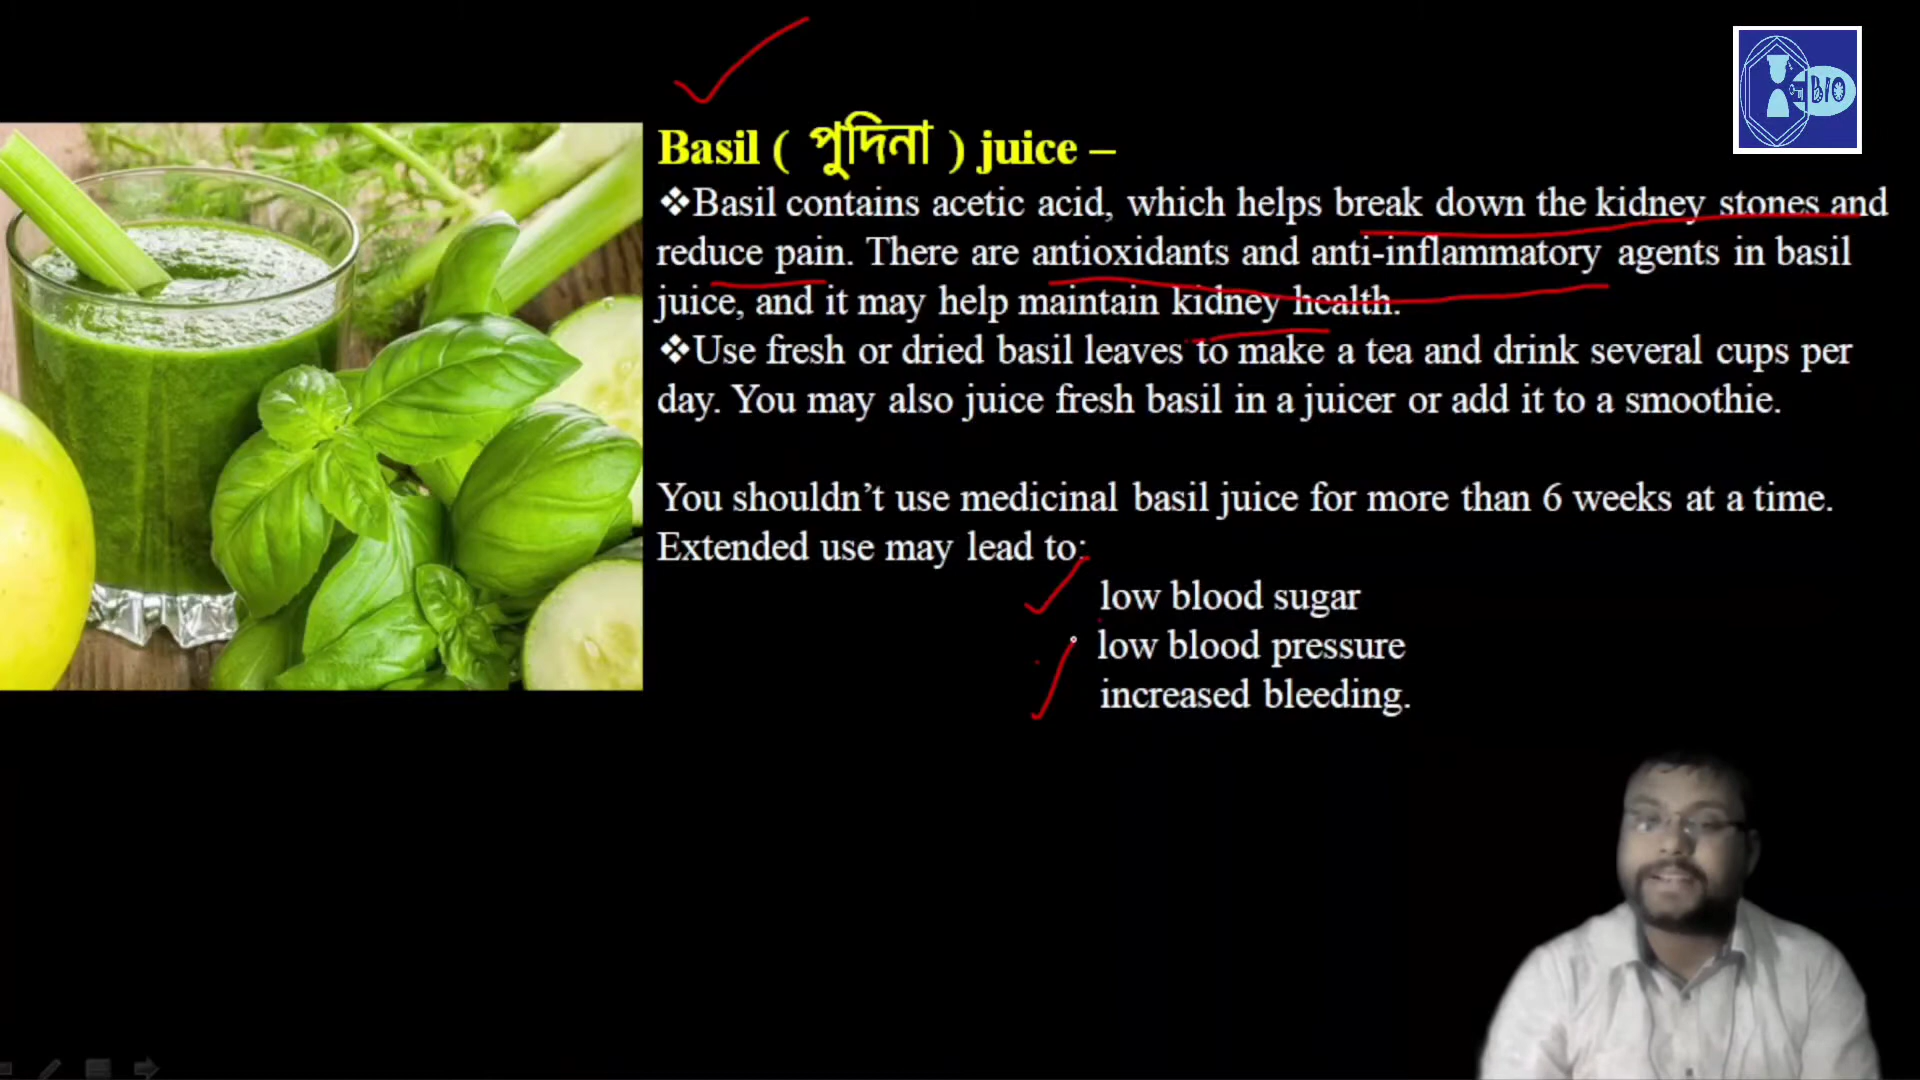 BIO
Basil ( পুদিনা ) juice –
❖Basil contains acetic acid, which helps break down the kidney stones and
reduce pain. There are antioxidants and anti-inflammatory agents in basil
juice, and it may help maintain kidney health.
❖Use fresh or dried basil leaves to make a tea and drink several cups per
day. You may also juice fresh basil in a juicer or add it to a smoothie.
You shouldn’t use medicinal basil juice for more than 6 weeks at a time.
Extended use may lead to:
low blood sugar
low blood pressure
increased bleeding.